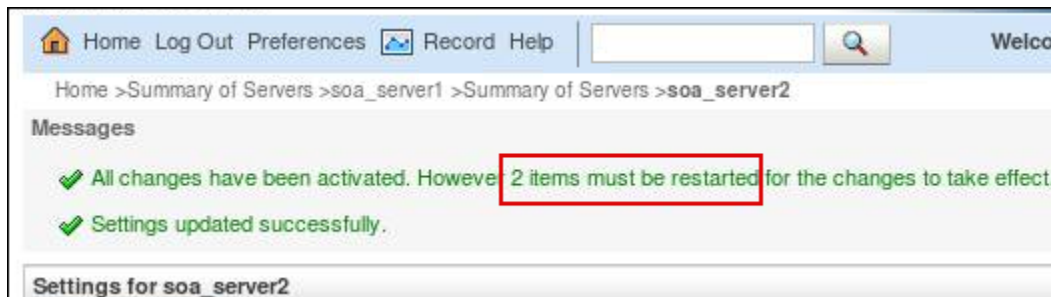 Home Log Out Preferences Record Help Welco
Home >Summary of Servers >soa_server1 >Summary of Servers >soa_server2
Messages
All changes have been activated. However 2 items must be restarted for the changes to take effect
Settings updated successfully.
Settings for soa_server2